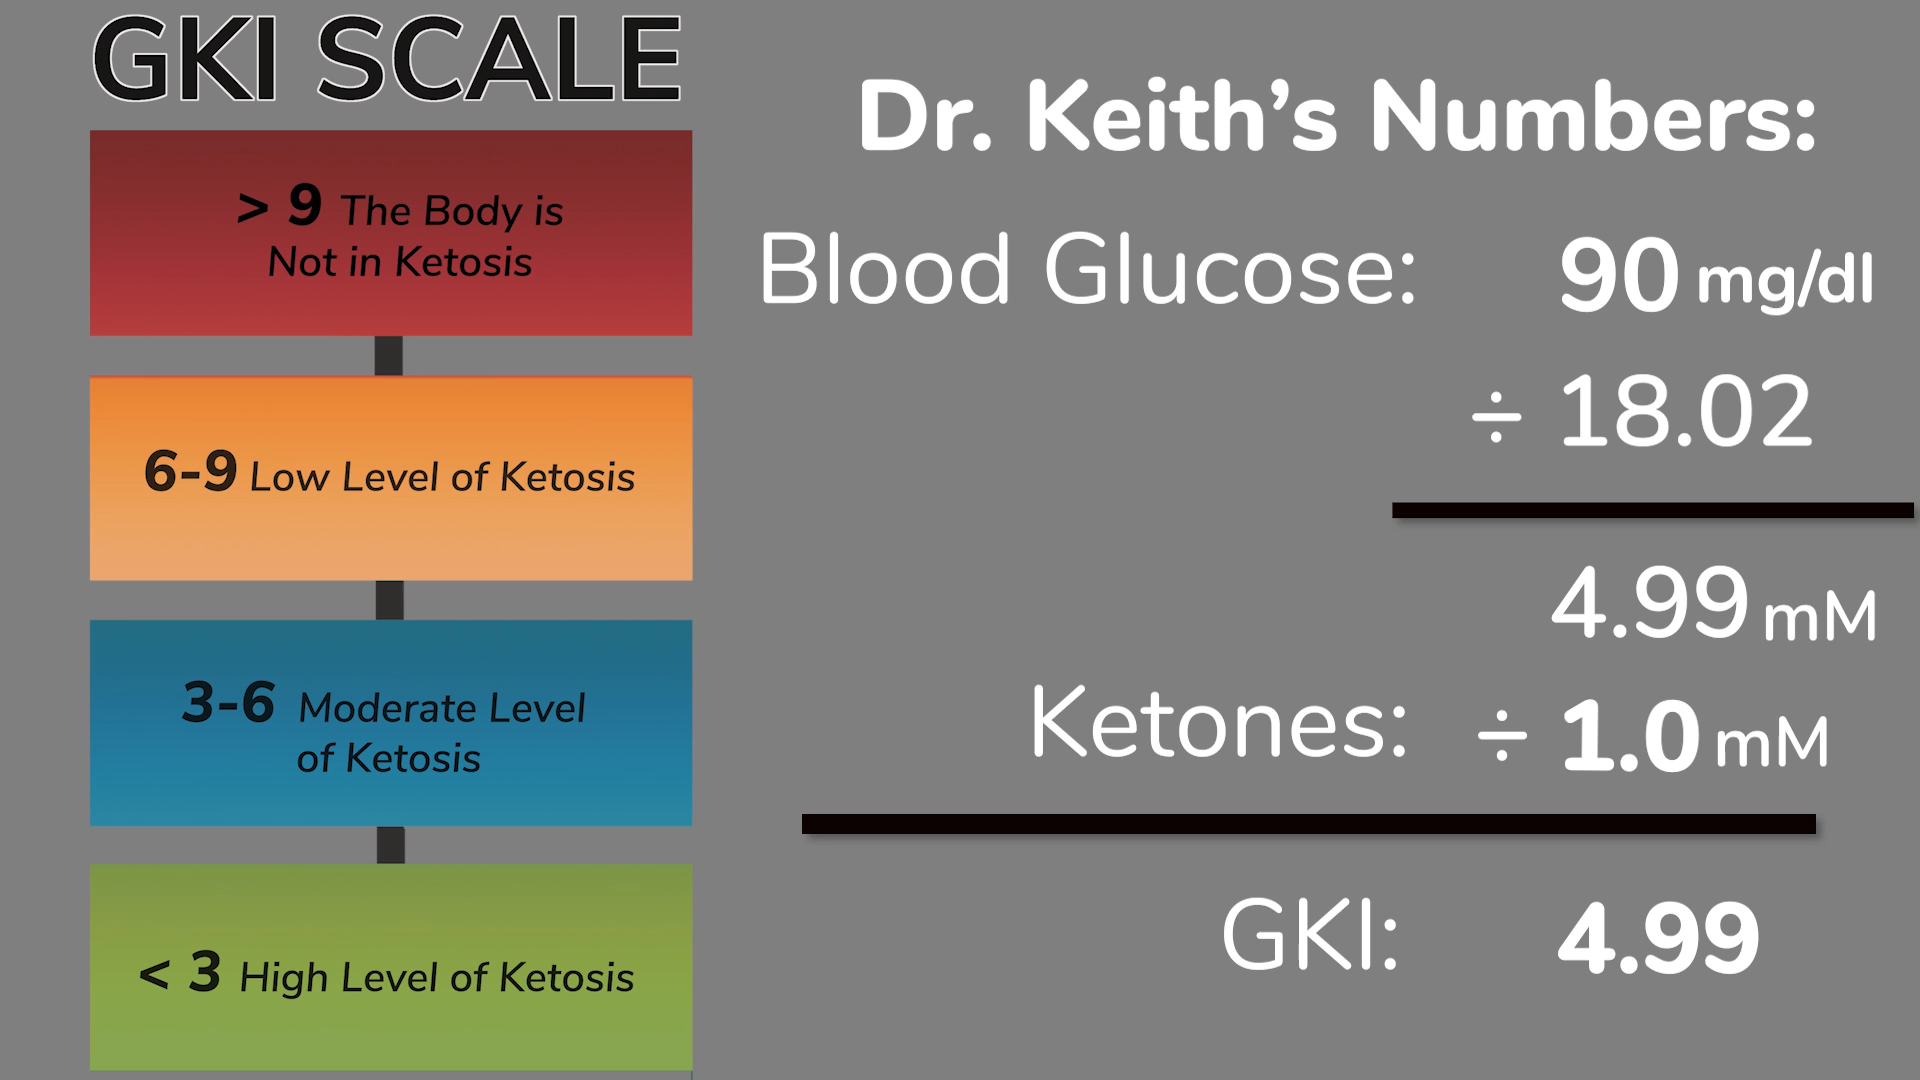 GKI SCALE
> 9 The Body is
Not in Ketosis
6-9 Low Level of Ketosis
3-6 Moderate Level
of Ketosis
< 3 High Level of Ketosis
Dr. Keith’s Numbers:
Blood Glucose: 90 mg/dl
÷ 18.02
4.99 mM
Ketones: ÷ 1.0 mM
GKI: 4.99